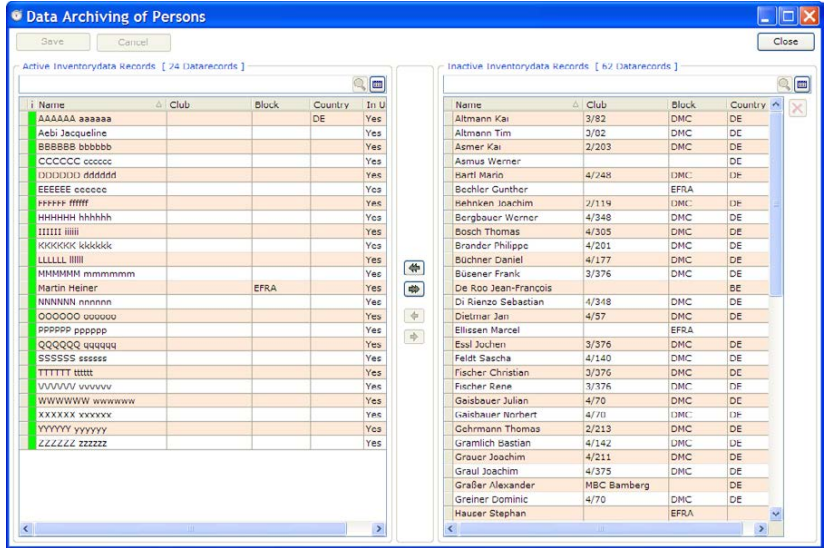 Data Archiving of Persons
Save Cancel Close
Active Inventorydata Records [ 24 Datarecords ]
i Name Club Block Country In U
AAAAAA aaaaaa DE Yes
Aebi Jacqueline Yes
BBBBBB bbbbbb Yes
CCCCCC cccccc Yes
DDDDDD dddddd Yes
EEEEEE eeeeee Yes
FFFFFF ffffff Yes
HHHHHH hhhhhh Yes
IIIIII iiiiii Yes
KKKKKK kkkkkk Yes
LLLLLL llllll Yes
MMMMMM mmmmmm Yes
Martin Heiner EFRA Yes
NNNNNN nnnnnn Yes
OOOOOO oooooo Yes
PPPPPP pppppp Yes
QQQQQQ qqqqqq Yes
SSSSSS ssssss Yes
TTTTTT tttttt Yes
VVVVVV vvvvvv Yes
WWWWWW wwwwww Yes
XXXXXX xxxxxx Yes
YYYYYY yyyyyy Yes
ZZZZZZ zzzzzz Yes
Inactive Inventorydata Records [ 62 Datarecords ]
Name Club Block Country
Altmann Kai 3/82 DMC DE
Altmann Tim 3/02 DMC DE
Asmer Kai 2/203 DMC DE
Asmus Werner DE
Bartl Mario 4/248 DMC DE
Bechler Gunther EFRA
Behnken Joachim 2/119 DMC DE
Bergbauer Werner 4/348 DMC DE
Bosch Thomas 4/305 DMC DE
Brander Philippe 4/201 DMC DE
Büchner Daniel 4/177 DMC DE
Büsener Frank 3/376 DMC DE
De Roo Jean-François BE
Di Rienzo Sebastian 4/348 DMC DE
Dietmar Jan 4/57 DMC DE
Ellissen Marcel EFRA
Essl Jochen 3/376 DMC DE
Feldt Sascha 4/140 DMC DE
Fischer Christian 3/376 DMC DE
Fischer Rene 3/376 DMC DE
Gaisbauer Julian 4/70 DMC DE
Gaisbauer Norbert 4/70 DMC DE
Gehrmann Thomas 2/213 DMC DE
Gramlich Bastian 4/142 DMC DE
Grauer Joachim 4/211 DMC DE
Graul Joachim 4/375 DMC DE
Großer Alexander MBC Bamberg DE
Greiner Dominic 4/70 DMC DE
Hauser Stephan EFRA